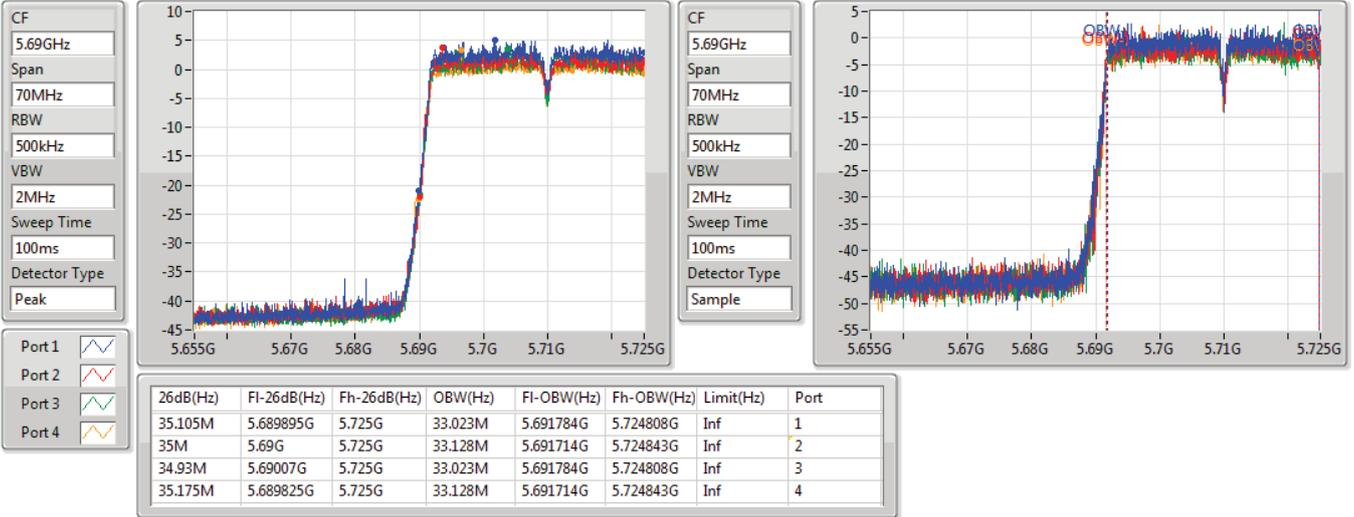 CF
5.69GHz
Span
70MHz
RBW
500kHz
VBW
2MHz
Sweep Time
100ms
Detector Type
Peak
10
5
0
-5
-10
-15
-20
-25
-30
-35
-40
-45
5.655G 5.67G 5.68G 5.69G 5.7G 5.71G 5.725G
CF
5.69GHz
Span
70MHz
RBW
500kHz
VBW
2MHz
Sweep Time
100ms
Detector Type
Sample
5
0
-5
-10
-15
-20
-25
-30
-35
-40
-45
-50
-55
5.655G 5.67G 5.68G 5.69G 5.7G 5.71G 5.725G
Port 1
Port 2
Port 3
Port 4
26dB(Hz) Fl-26dB(Hz) Fh-26dB(Hz) OBW(Hz) Fl-OBW(Hz) Fh-OBW(Hz) Limit(Hz) Port
35.105M 5.689895G 5.725G 33.023M 5.691784G 5.724808G Inf 1
35M 5.69G 5.725G 33.128M 5.691714G 5.724843G Inf 2
34.93M 5.69007G 5.725G 33.023M 5.691784G 5.724808G Inf 3
35.175M 5.689825G 5.725G 33.128M 5.691714G 5.724843G Inf 4